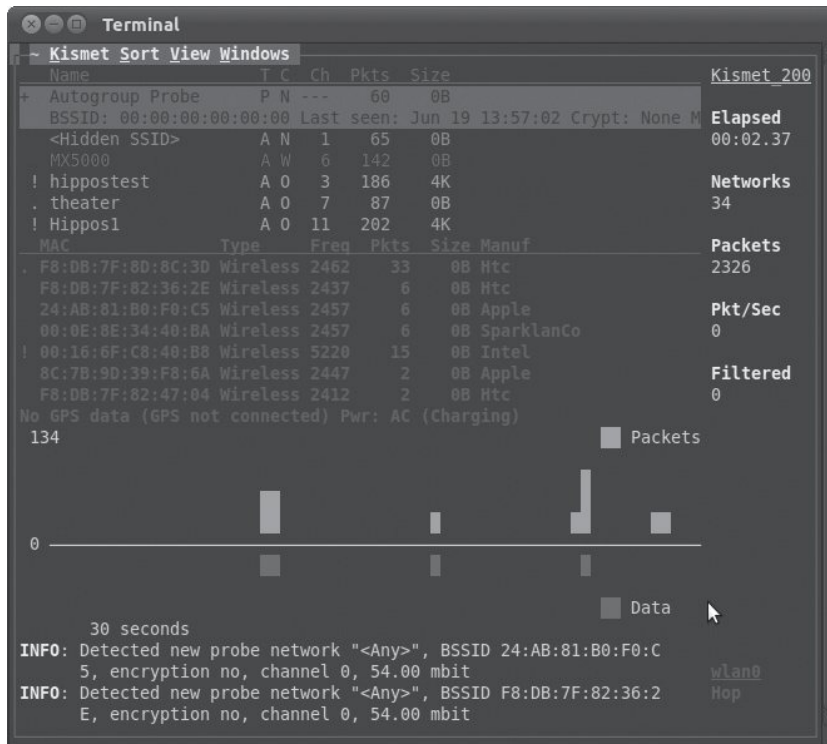 Terminal
~ Kismet Sort View Windows
Name T C Ch Pkts Size
Kismet_200
+ Autogroup Probe P N --- 60 0B
BSSID: 00:00:00:00:00:00 Last seen: Jun 19 13:57:02 Crypt: None M
Elapsed
<Hidden SSID> A N 1 65 0B
00:02.37
MX5000 A W 6 142 0B
! hippostest A O 3 186 4K
Networks
. theater A O 7 87 0B
34
! Hippos1 A O 11 202 4K
MAC Type Freq Pkts Size Manuf
Packets
. F8:DB:7F:8D:8C:3D Wireless 2462 33 0B Htc
2326
F8:DB:7F:82:36:2E Wireless 2437 6 0B Htc
24:AB:81:B0:F0:C5 Wireless 2457 6 0B Apple
Pkt/Sec
00:0E:8E:34:40:BA Wireless 2457 6 0B SparklanCo
0
! 00:16:6F:C8:40:B8 Wireless 5220 15 0B Intel
8C:7B:9D:39:F8:6A Wireless 2447 2 0B Apple
Filtered
F8:DB:7F:82:47:04 Wireless 2412 2 0B Htc
0
No GPS data (GPS not connected) Pwr: AC (Charging)
134
Packets
0
Data
30 seconds
INFO: Detected new probe network "<Any>", BSSID 24:AB:81:B0:F0:C
5, encryption no, channel 0, 54.00 mbit
wlan0
INFO: Detected new probe network "<Any>", BSSID F8:DB:7F:82:36:2
Hop
E, encryption no, channel 0, 54.00 mbit